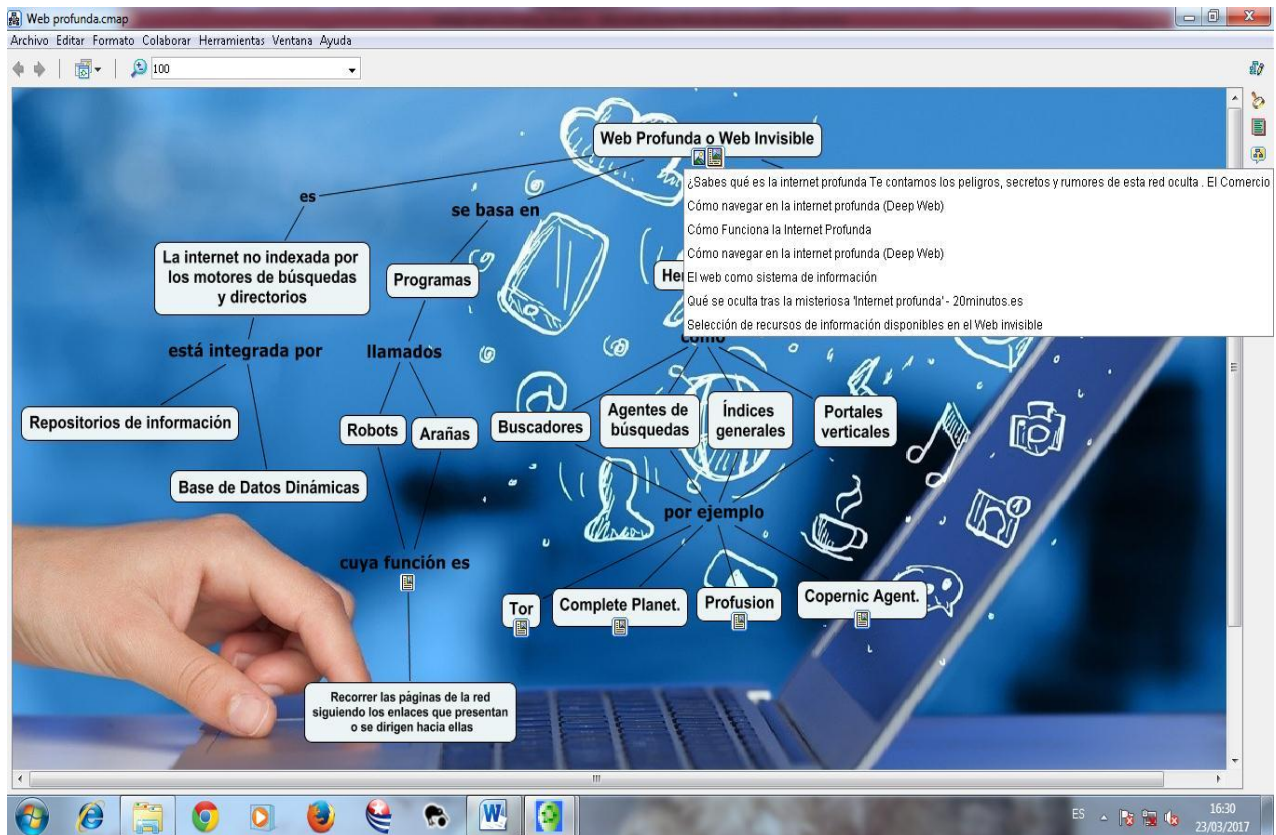 Web profunda.cmap
Archivo Editar Formato Colaborar Herramientas Ventana Ayuda
100
Web Profunda o Web Invisible
¿Sabes qué es la internet profunda Te contamos los peligros, secretos y rumores de esta red oculta . El Comercio
Cómo navegar en la internet profunda (Deep Web)
Cómo Funciona la Internet Profunda
Cómo navegar en la internet profunda (Deep Web)
El web como sistema de información
Qué se oculta tras la misteriosa 'Internet profunda' - 20minutos.es
Selección de recursos de información disponibles en el Web invisible
es
se basa en
La internet no indexada por
los motores de búsquedas
y directorios
Programas
He
como
está integrada por
llamados
Repositorios de información
Base de Datos Dinámicas
Robots
Arañas
Buscadores
Agentes de
búsquedas
Índices
generales
Portales
verticales
por ejemplo
cuya función es
Tor
Complete Planet.
Profusion
Copernic Agent.
Recorrer las páginas de la red
siguiendo los enlaces que presentan
o se dirigen hacia ellas
ES
16:30
23/03/2017